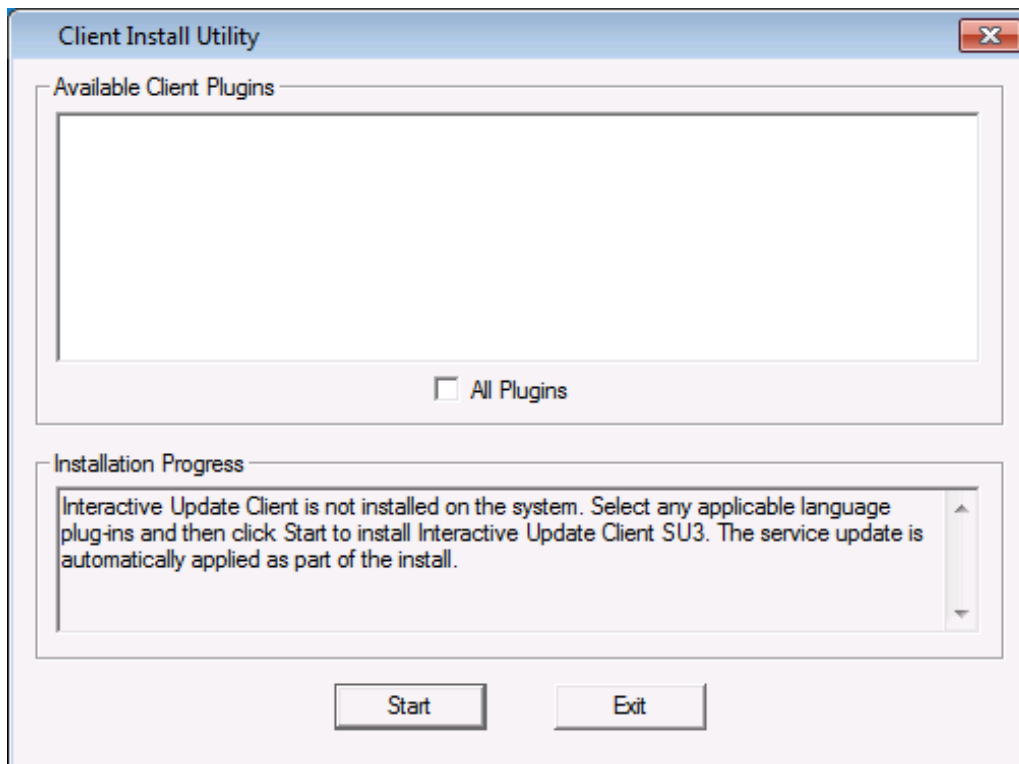 Client Install Utility
Available Client Plugins
All Plugins
Installation Progress
Interactive Update Client is not installed on the system. Select any applicable language
plug-ins and then click Start to install Interactive Update Client SU3. The service update is
automatically applied as part of the install.
Start
Exit